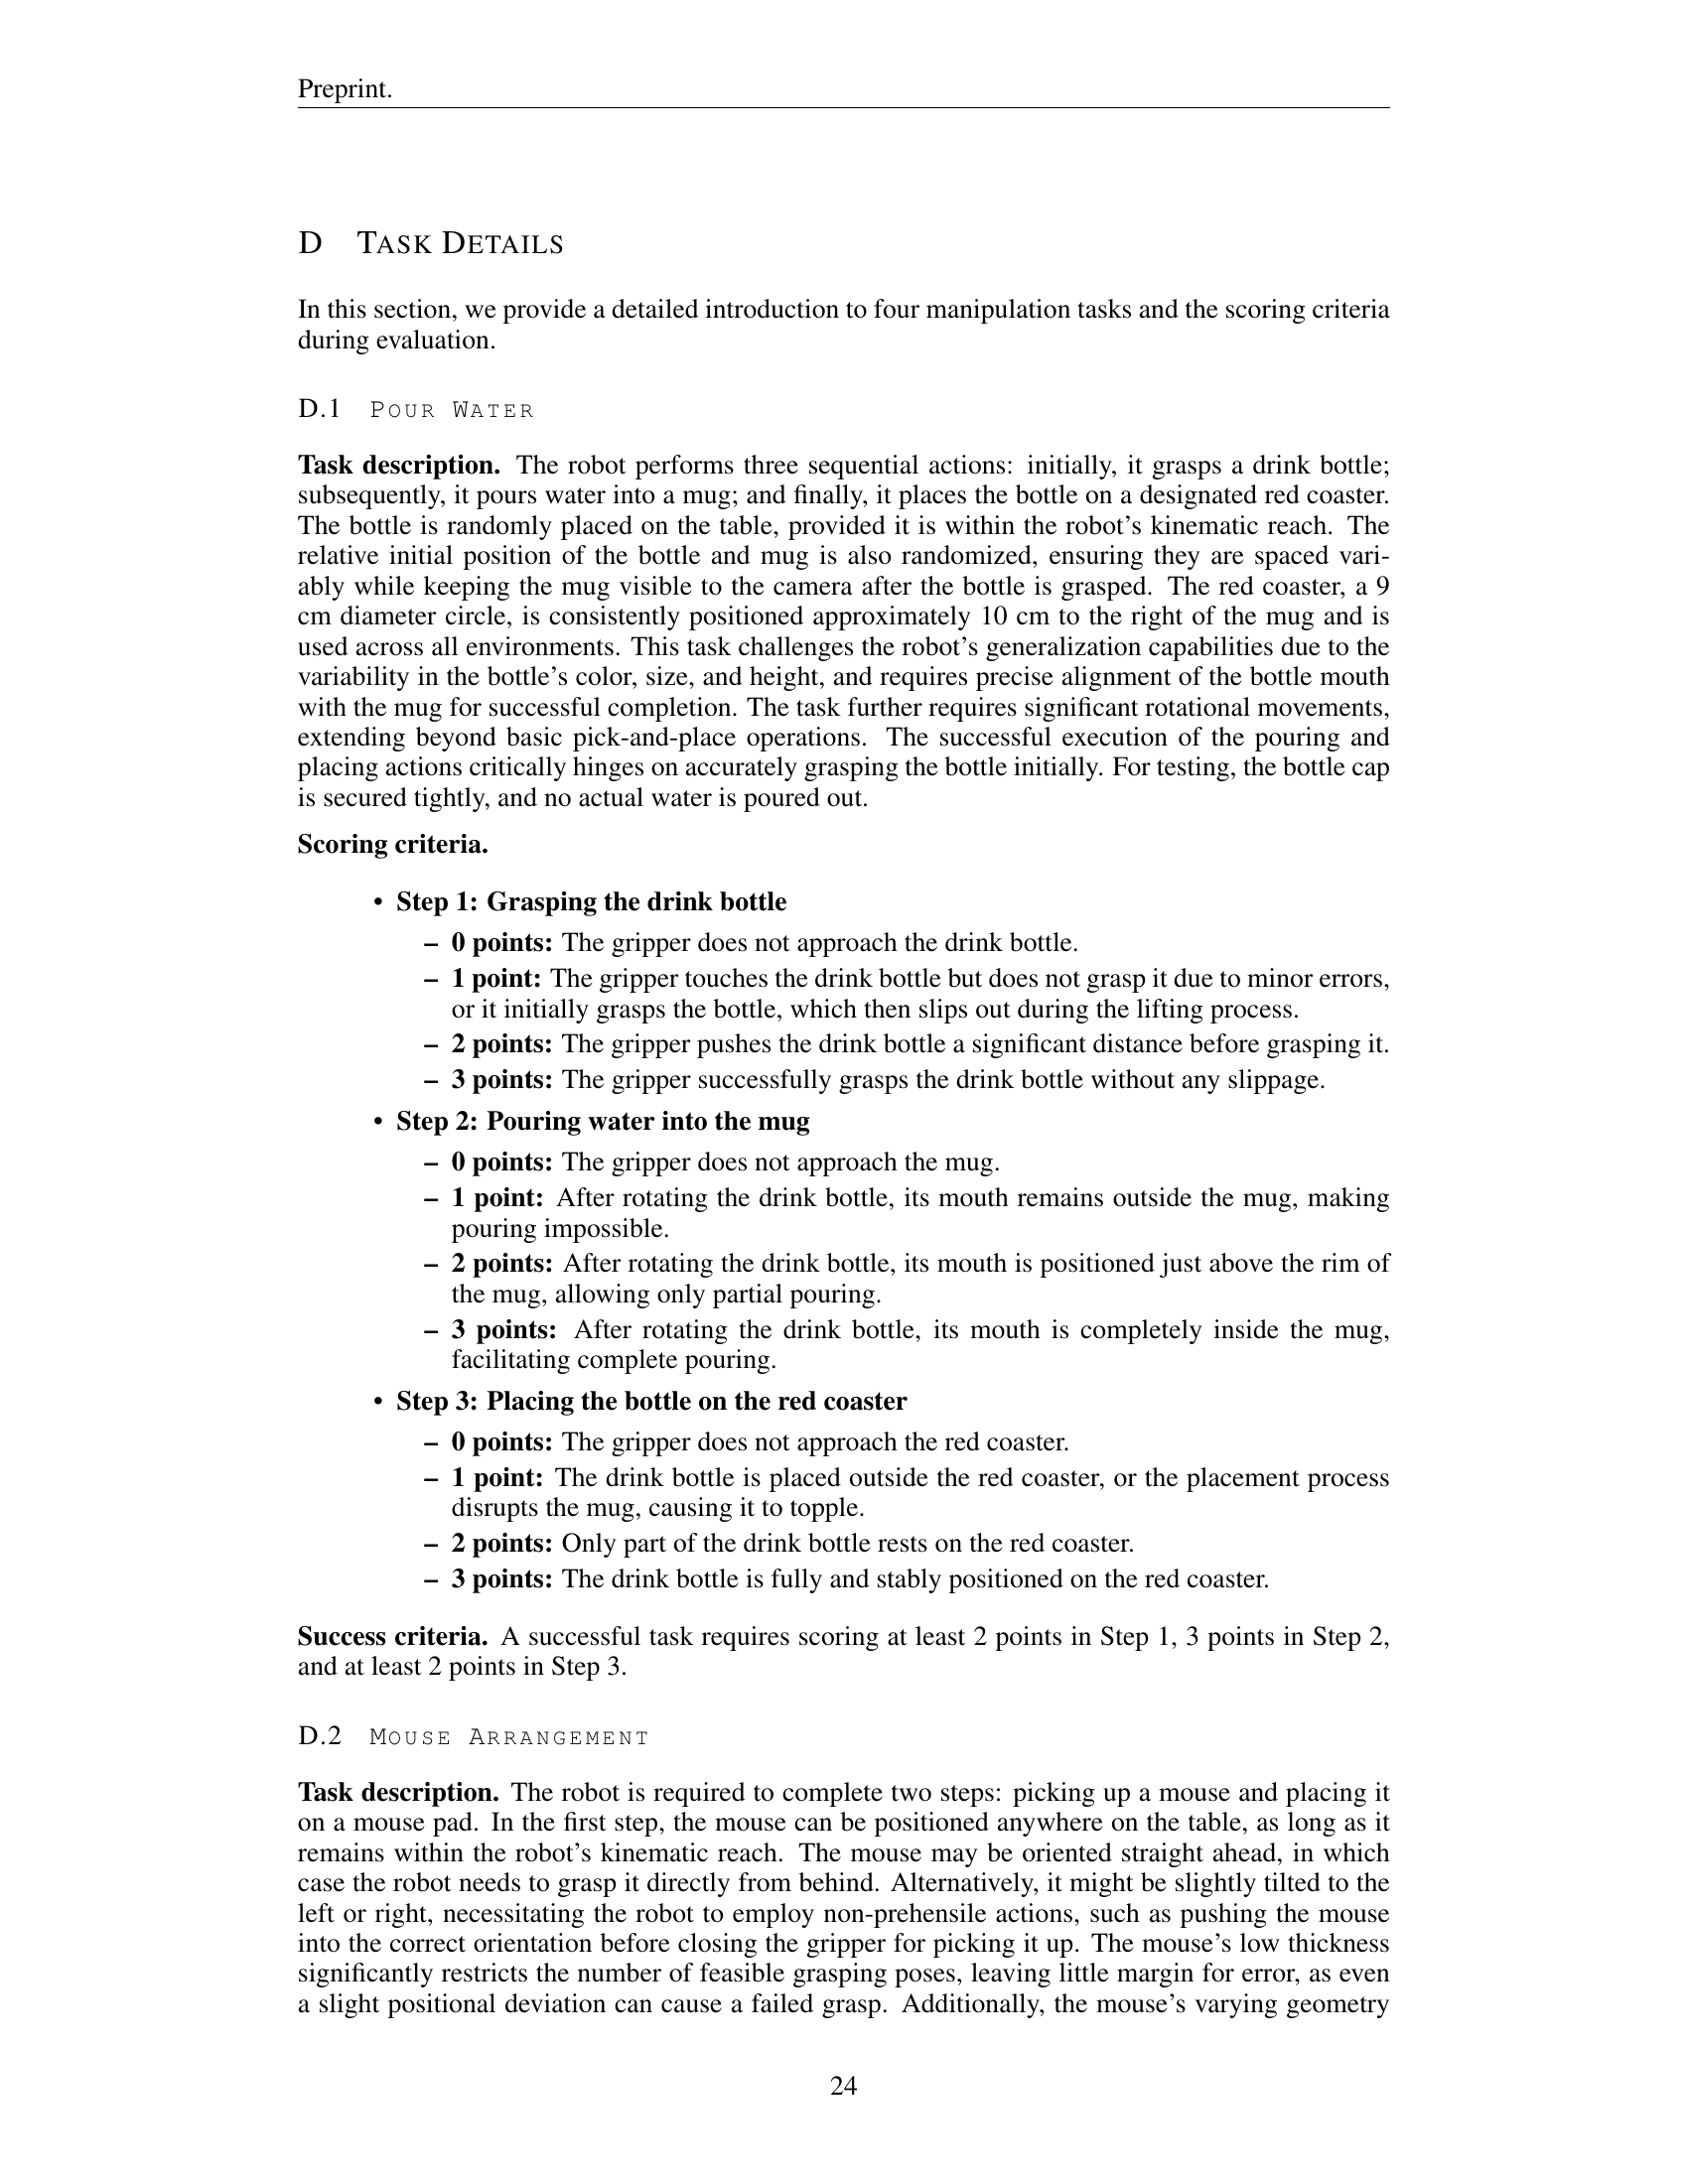 Preprint.
D TASK DETAILS
In this section, we provide a detailed introduction to four manipulation tasks and the scoring criteria
during evaluation.
D.1 POUR WATER
Task description. The robot performs three sequential actions: initially, it grasps a drink bottle;
subsequently, it pours water into a mug; and finally, it places the bottle on a designated red coaster.
The bottle is randomly placed on the table, provided it is within the robot's kinematic reach. The
relative initial position of the bottle and mug is also randomized, ensuring they are spaced vari-
ably while keeping the mug visible to the camera after the bottle is grasped. The red coaster, a 9
cm diameter circle, is consistently positioned approximately 10 cm to the right of the mug and is
used across all environments. This task challenges the robot's generalization capabilities due to the
variability in the bottle's color, size, and height, and requires precise alignment of the bottle mouth
with the mug for successful completion. The task further requires significant rotational movements,
extending beyond basic pick-and-place operations. The successful execution of the pouring and
placing actions critically hinges on accurately grasping the bottle initially. For testing, the bottle cap
is secured tightly, and no actual water is poured out.
Scoring criteria.
• Step 1: Grasping the drink bottle
– 0 points: The gripper does not approach the drink bottle.
– 1 point: The gripper touches the drink bottle but does not grasp it due to minor errors,
or it initially grasps the bottle, which then slips out during the lifting process.
– 2 points: The gripper pushes the drink bottle a significant distance before grasping it.
– 3 points: The gripper successfully grasps the drink bottle without any slippage.
• Step 2: Pouring water into the mug
– 0 points: The gripper does not approach the mug.
– 1 point: After rotating the drink bottle, its mouth remains outside the mug, making
pouring impossible.
– 2 points: After rotating the drink bottle, its mouth is positioned just above the rim of
the mug, allowing only partial pouring.
– 3 points: After rotating the drink bottle, its mouth is completely inside the mug,
facilitating complete pouring.
• Step 3: Placing the bottle on the red coaster
– 0 points: The gripper does not approach the red coaster.
– 1 point: The drink bottle is placed outside the red coaster, or the placement process
disrupts the mug, causing it to topple.
– 2 points: Only part of the drink bottle rests on the red coaster.
– 3 points: The drink bottle is fully and stably positioned on the red coaster.
Success criteria. A successful task requires scoring at least 2 points in Step 1, 3 points in Step 2,
and at least 2 points in Step 3.
D.2 MOUSE ARRANGEMENT
Task description. The robot is required to complete two steps: picking up a mouse and placing it
on a mouse pad. In the first step, the mouse can be positioned anywhere on the table, as long as it
remains within the robot's kinematic reach. The mouse may be oriented straight ahead, in which
case the robot needs to grasp it directly from behind. Alternatively, it might be slightly tilted to the
left or right, necessitating the robot to employ non-prehensile actions, such as pushing the mouse
into the correct orientation before closing the gripper for picking it up. The mouse's low thickness
significantly restricts the number of feasible grasping poses, leaving little margin for error, as even
a slight positional deviation can cause a failed grasp. Additionally, the mouse's varying geometry
24